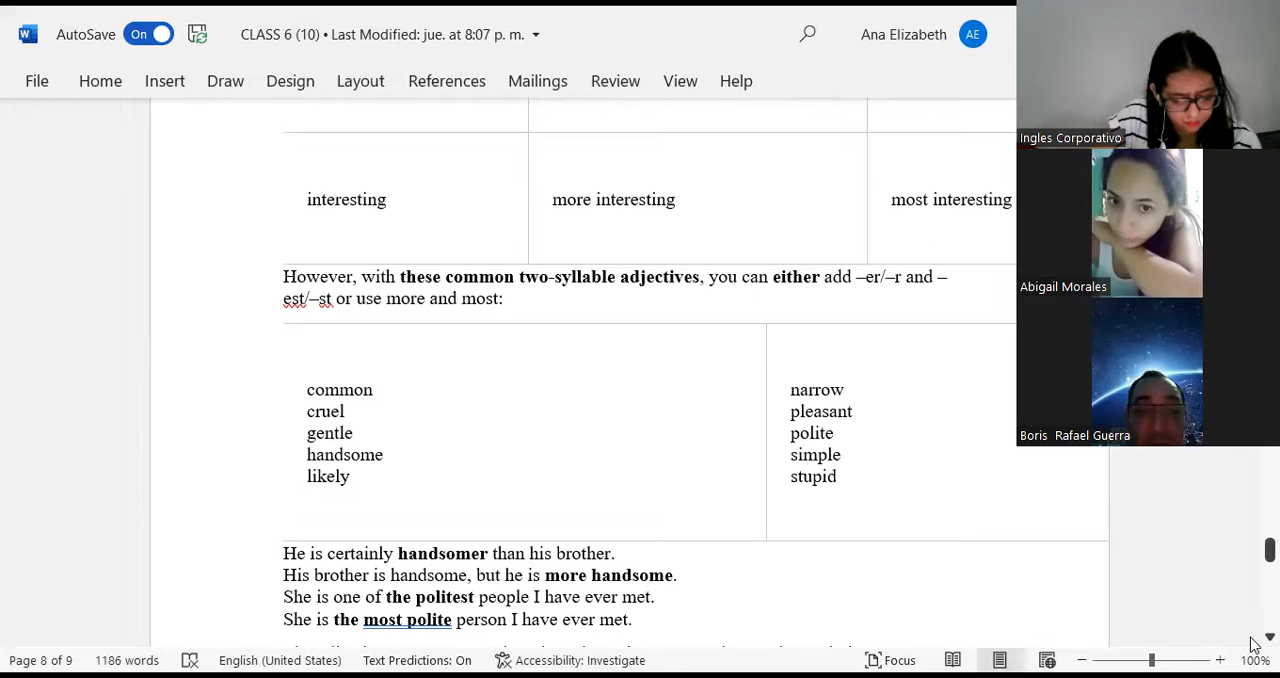 AutoSave On CLASS 6 (10) • Last Modified: jue. at 8:07 p. m. Ana Elizabeth AE
File Home Insert Draw Design Layout References Mailings Review View Help
Ingles Corporativo
interesting more interesting most interesting
However, with these common two-syllable adjectives, you can either add –er/–r and –
est/–st or use more and most:
Abigail Morales
common
cruel
gentle
handsome
likely
narrow
pleasant
polite
simple
stupid
Boris Rafael Guerra
He is certainly handsomer than his brother.
His brother is handsome, but he is more handsome.
She is one of the politest people I have ever met.
She is the most polite person I have ever met.
Page 8 of 9 1186 words English (United States) Text Predictions: On Accessibility: Investigate Focus 100%